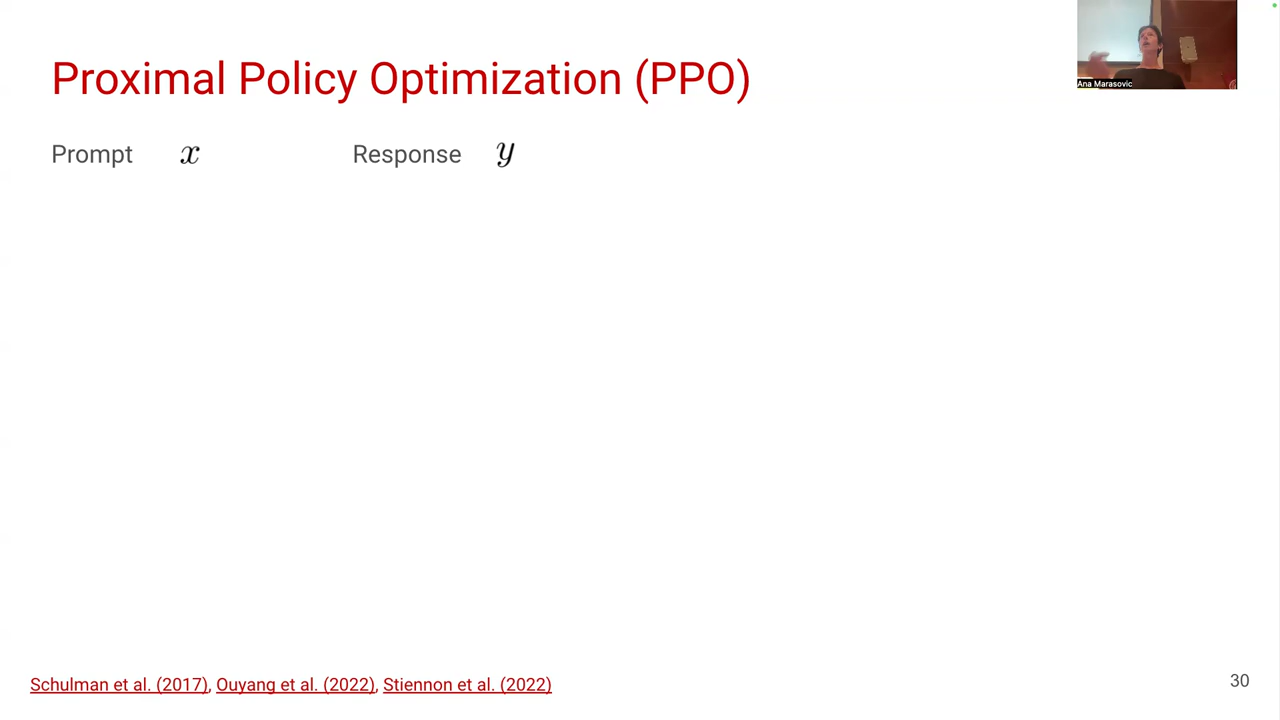 Ana Marasovic
Proximal Policy Optimization (PPO)
Prompt x Response y
Schulman et al. (2017), Ouyang et al. (2022), Stiennon et al. (2022)
30